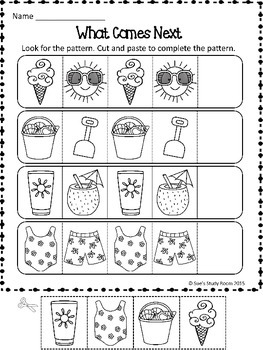 Name
What Comes Next
Look for the pattern. Cut and paste to complete the pattern.
© Sue's Study Room 2015